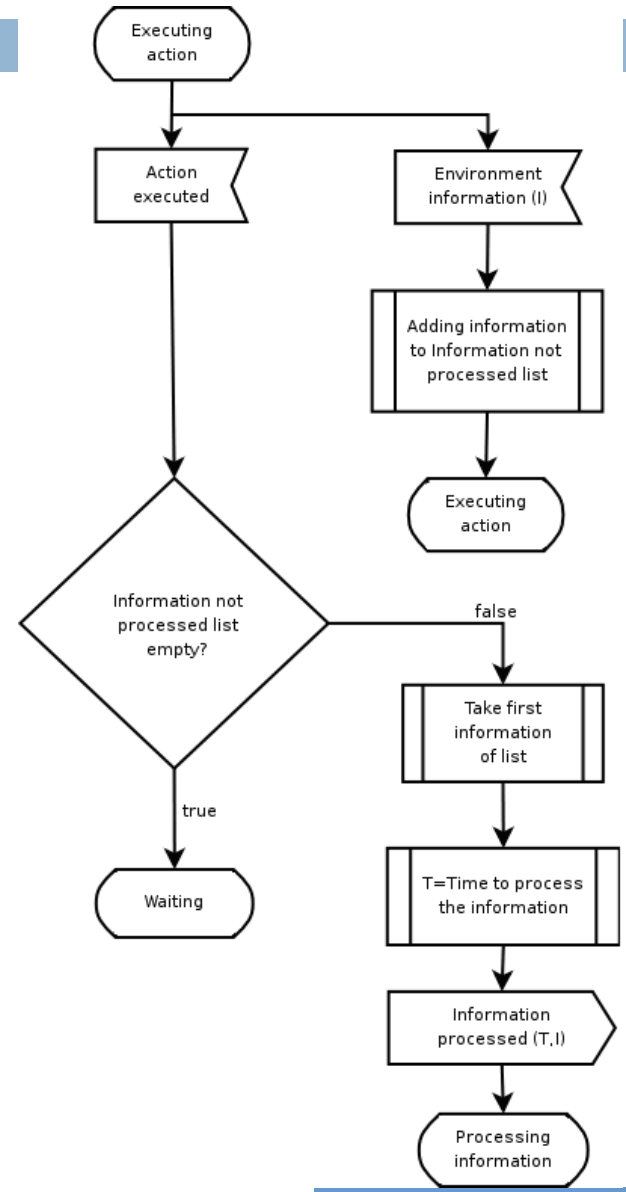 Executing
action
Action
executed
Environment
information (I)
Adding information
to Information not
processed list
Executing
action
Information not
processed list
empty?
false
Take first
information
of list
true
T=Time to process
the information
Waiting
Information
processed (T,I)
Processing
information